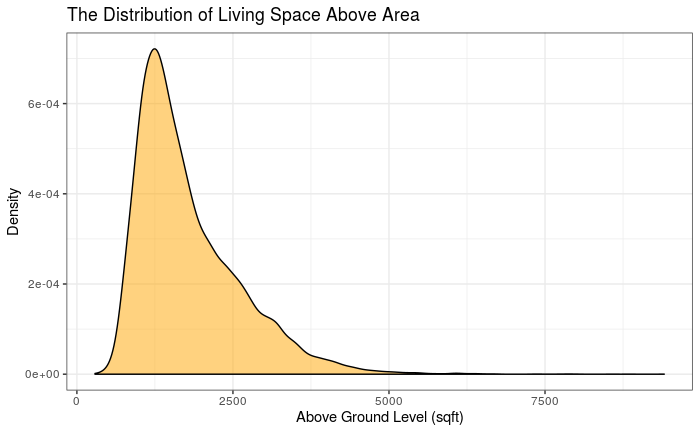 The Distribution of Living Space Above Area
Density
6e-04
4e-04
2e-04
0e+00
0 2500 5000 7500
Above Ground Level (sqft)